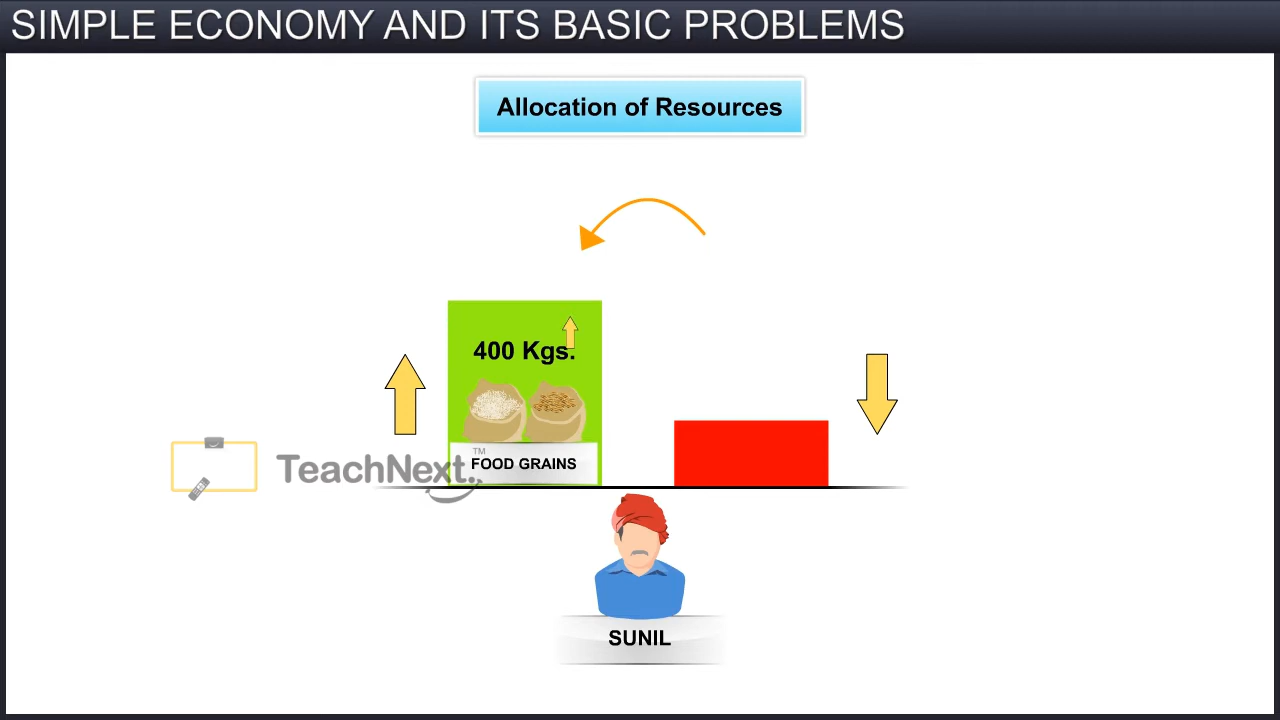 SIMPLE ECONOMY AND ITS BASIC PROBLEMS
Allocation of Resources
400 Kgs.
TeachNext..
TM
FOOD GRAINS
SUNIL